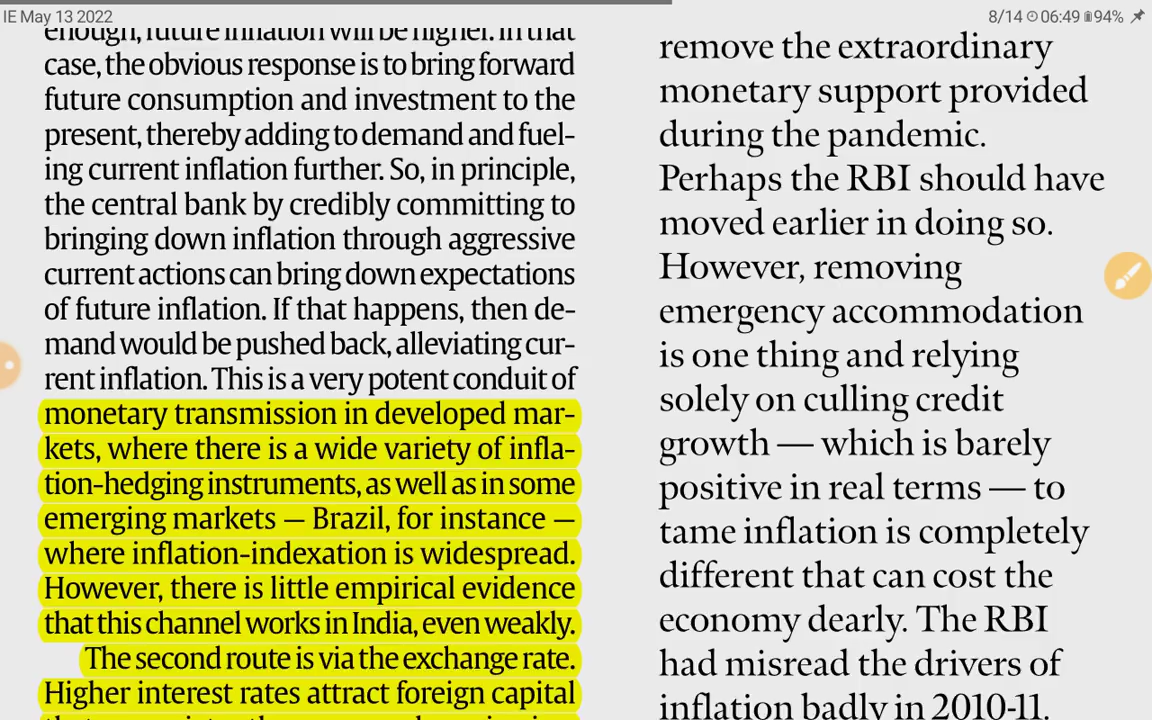 IE May 13 2022
8/14 06:49 94%
enough, future inflation will be higher. In that
case, the obvious response is to bring forward
future consumption and investment to the
present, thereby adding to demand and fuel-
ing current inflation further. So, in principle,
the central bank by credibly committing to
bringing down inflation through aggressive
current actions can bring down expectations
of future inflation. If that happens, then de-
mand would be pushed back, alleviating cur-
rent inflation. This is a very potent conduit of
monetary transmission in developed mar-
kets, where there is a wide variety of infla-
tion-hedging instruments, as well as in some
emerging markets — Brazil, for instance —
where inflation-indexation is widespread.
However, there is little empirical evidence
that this channel works in India, even weakly.
The second route is via the exchange rate.
Higher interest rates attract foreign capital
remove the extraordinary
monetary support provided
during the pandemic.
Perhaps the RBI should have
moved earlier in doing so.
However, removing
emergency accommodation
is one thing and relying
solely on culling credit
growth — which is barely
positive in real terms — to
tame inflation is completely
different that can cost the
economy dearly. The RBI
had misread the drivers of
inflation badly in 2010-11.